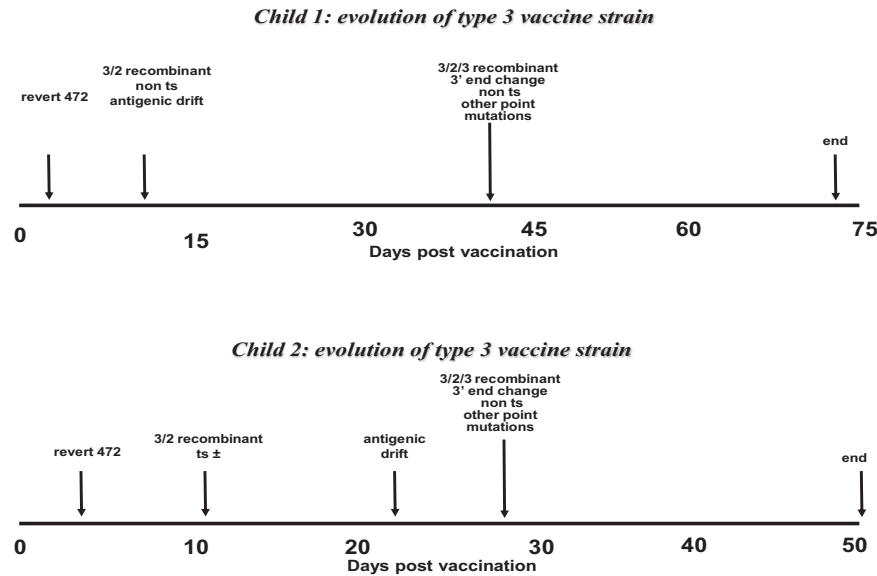 Child 1: evolution of type 3 vaccine strain
revert 472
3/2 recombinant
non ts
antigenic drift
3/2/3 recombinant
3’ end change
non ts
other point
mutations
end
0 15 30 45 60 75
Days post vaccination
Child 2: evolution of type 3 vaccine strain
revert 472
3/2 recombinant
ts ±
antigenic
drift
3/2/3 recombinant
3’ end change
non ts
other point
mutations
end
0 10 20 30 40 50
Days post vaccination